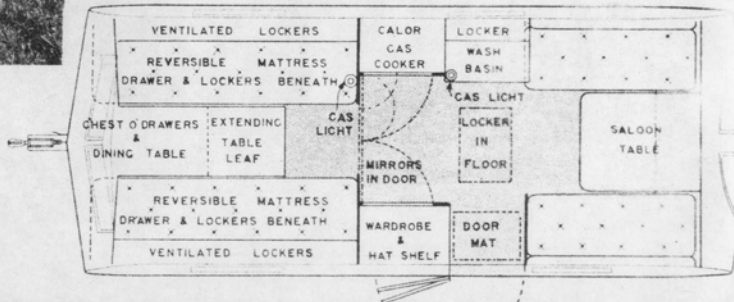 VENTILATED LOCKERS
REVERSIBLE MATTRESS
DRAWER & LOCKERS BENEATH
CALOR
GAS
COOKER
LOCKER
WASH
BASIN
GAS
LIGHT
GAS LIGHT
CHEST O'DRAWERS
&
DINING TABLE
EXTENDING
TABLE
LEAF
LOCKER
IN
FLOOR
SALOON
TABLE
MIRRORS
IN DOOR
REVERSIBLE MATTRESS
DRAWER & LOCKERS BENEATH
VENTILATED LOCKERS
WARDROBE
&
HAT SHELF
DOOR
MAT